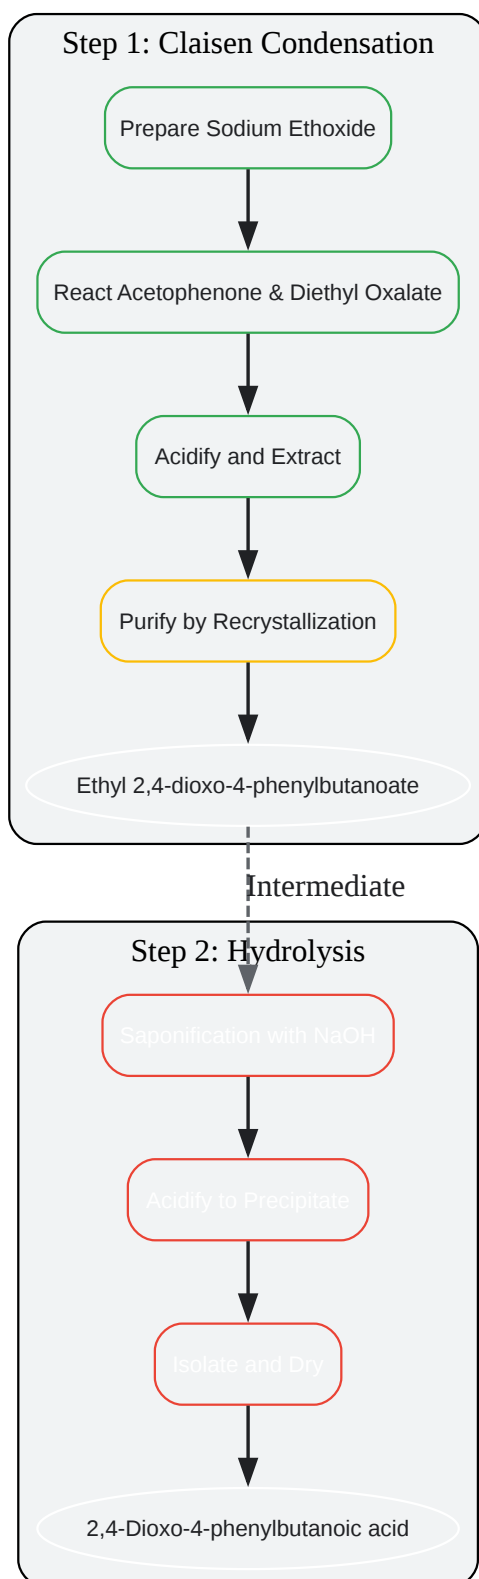 Step 1: Claisen Condensation
Prepare Sodium Ethoxide
React Acetophenone & Diethyl Oxalate
Acidify and Extract
Purify by Recrystallization
Ethyl 2,4-dioxo-4-phenylbutanoate
Intermediate
Step 2: Hydrolysis
Saponification with NaOH
Acidify to Precipitate
Isolate and Dry
2,4-Dioxo-4-phenylbutanoic acid